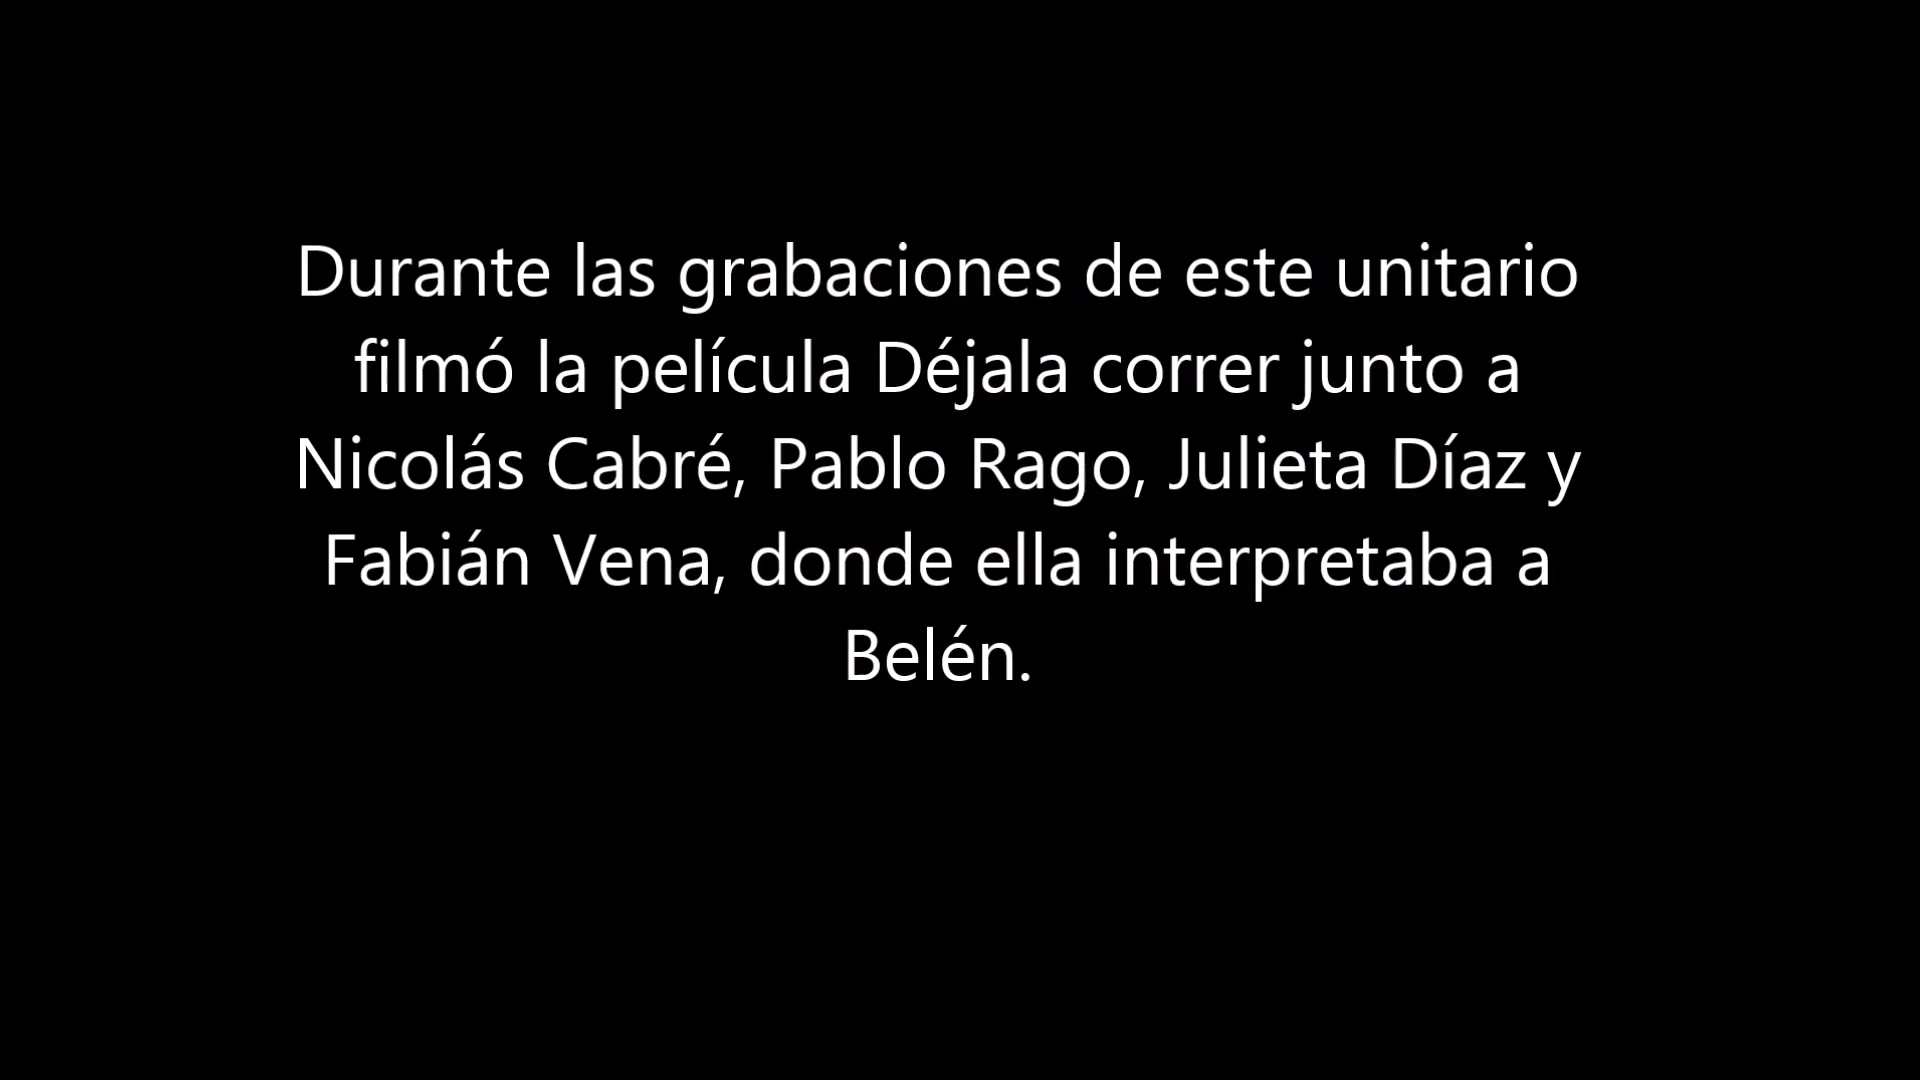 Durante las grabaciones de este unitario
filmó la película Déjala correr junto a
Nicolás Cabré, Pablo Rago, Julieta Díaz y
Fabián Vena, donde ella interpretaba a
Belén.